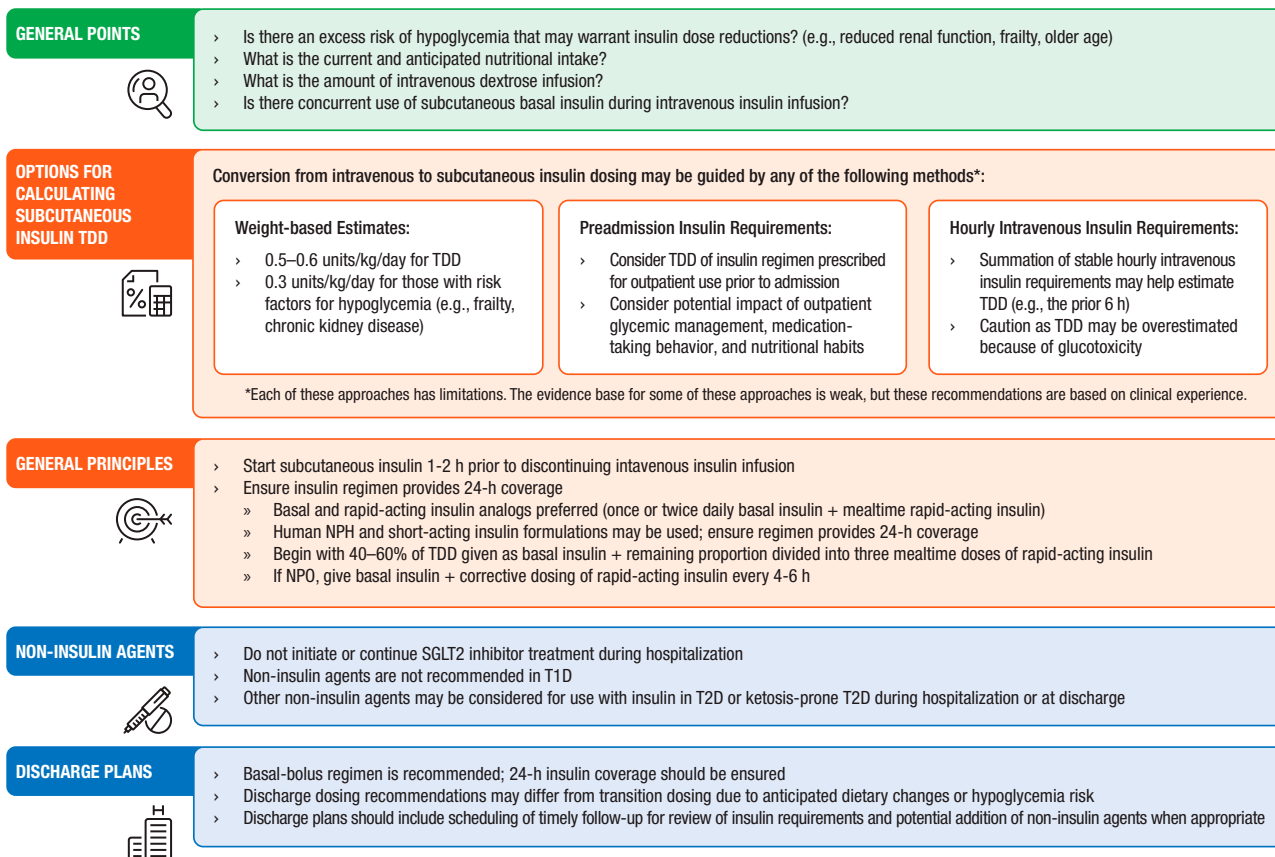 GENERAL POINTS
› Is there an excess risk of hypoglycemia that may warrant insulin dose reductions? (e.g., reduced renal function, frailty, older age)
› What is the current and anticipated nutritional intake?
› What is the amount of intravenous dextrose infusion?
› Is there concurrent use of subcutaneous basal insulin during intravenous insulin infusion?
OPTIONS FOR
CALCULATING
SUBCUTANEOUS
INSULIN TDD
Conversion from intravenous to subcutaneous insulin dosing may be guided by any of the following methods*:
Weight-based Estimates:
› 0.5–0.6 units/kg/day for TDD
› 0.3 units/kg/day for those with risk
factors for hypoglycemia (e.g., frailty,
chronic kidney disease)
Preadmission Insulin Requirements:
› Consider TDD of insulin regimen prescribed
for outpatient use prior to admission
› Consider potential impact of outpatient
glycemic management, medication-
taking behavior, and nutritional habits
Hourly Intravenous Insulin Requirements:
› Summation of stable hourly intravenous
insulin requirements may help estimate
TDD (e.g., the prior 6 h)
› Caution as TDD may be overestimated
because of glucotoxicity
*Each of these approaches has limitations. The evidence base for some of these approaches is weak, but these recommendations are based on clinical experience.
GENERAL PRINCIPLES
› Start subcutaneous insulin 1-2 h prior to discontinuing intavenous insulin infusion
› Ensure insulin regimen provides 24-h coverage
» Basal and rapid-acting insulin analogs preferred (once or twice daily basal insulin + mealtime rapid-acting insulin)
» Human NPH and short-acting insulin formulations may be used; ensure regimen provides 24-h coverage
» Begin with 40–60% of TDD given as basal insulin + remaining proportion divided into three mealtime doses of rapid-acting insulin
» If NPO, give basal insulin + corrective dosing of rapid-acting insulin every 4-6 h
NON-INSULIN AGENTS
› Do not initiate or continue SGLT2 inhibitor treatment during hospitalization
› Non-insulin agents are not recommended in T1D
› Other non-insulin agents may be considered for use with insulin in T2D or ketosis-prone T2D during hospitalization or at discharge
DISCHARGE PLANS
› Basal-bolus regimen is recommended; 24-h insulin coverage should be ensured
› Discharge dosing recommendations may differ from transition dosing due to anticipated dietary changes or hypoglycemia risk
› Discharge plans should include scheduling of timely follow-up for review of insulin requirements and potential addition of non-insulin agents when appropriate
H